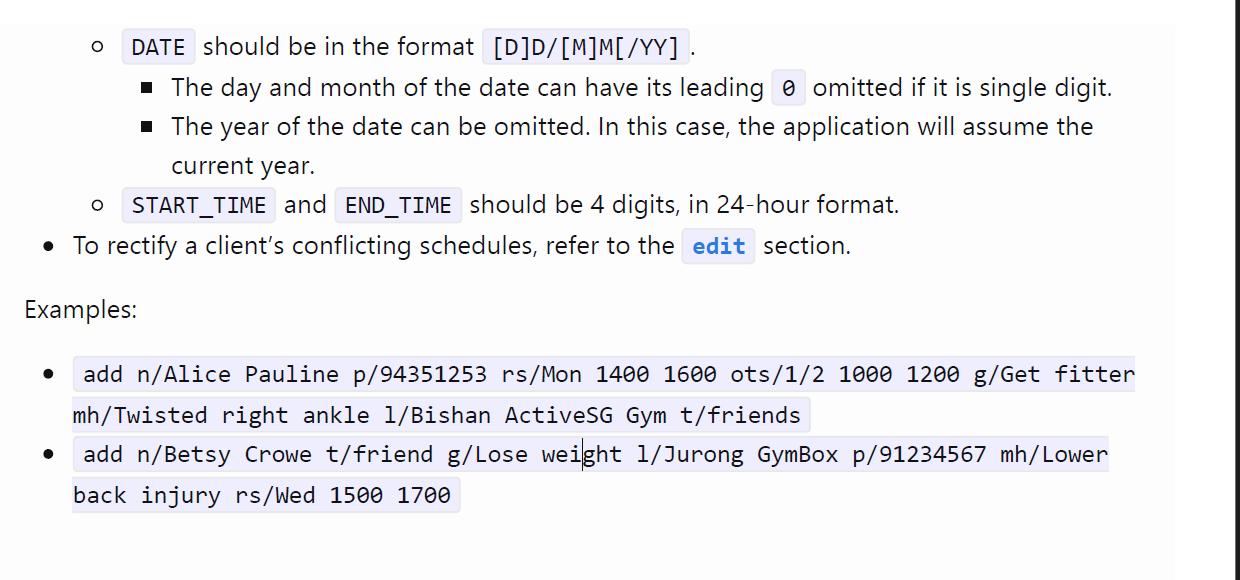 DATE should be in the format [D]D/[M]M[/YY].
The day and month of the date can have its leading 0 omitted if it is single digit.
The year of the date can be omitted. In this case, the application will assume the
current year.
START_TIME and END_TIME should be 4 digits, in 24-hour format.
To rectify a client's conflicting schedules, refer to the edit section.
Examples:
add n/Alice Pauline p/94351253 rs/Mon 1400 1600 ots/1/2 1000 1200 g/Get fitter
mh/Twisted right ankle l/Bishan ActiveSG Gym t/friends
add n/Betsy Crowe t/friend g/Lose weight l/Jurong GymBox p/91234567 mh/Lower
back injury rs/Wed 1500 1700